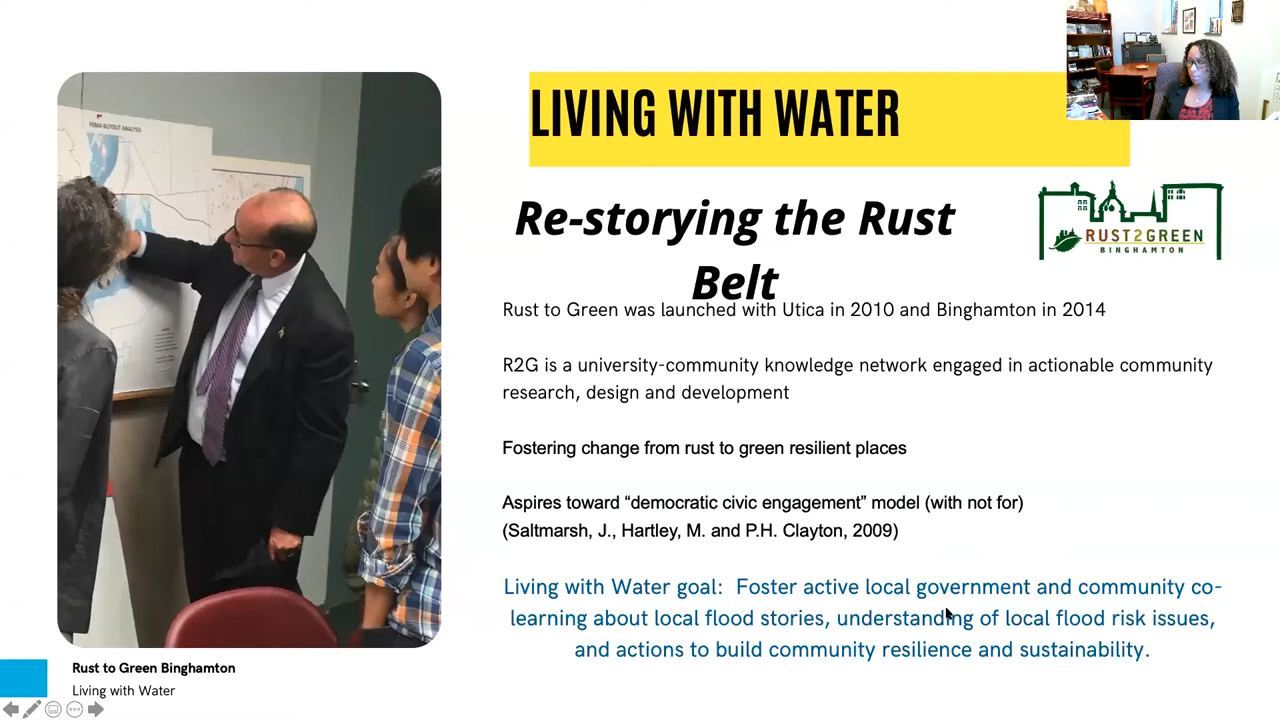 FEMA BUYOUT ANALYSIS
LIVING WITH WATER
Re-storying the Rust
Belt
RUST2GREEN
BINGHAMTON
Rust to Green was launched with Utica in 2010 and Binghamton in 2014
R2G is a university-community knowledge network engaged in actionable community
research, design and development
Fostering change from rust to green resilient places
Aspires toward “democratic civic engagement” model (with not for)
(Saltmarsh, J., Hartley, M. and P.H. Clayton, 2009)
Living with Water goal:  Foster active local government and community co-
learning about local flood stories, understanding of local flood risk issues,
and actions to build community resilience and sustainability.
Rust to Green Binghamton
Living with Water